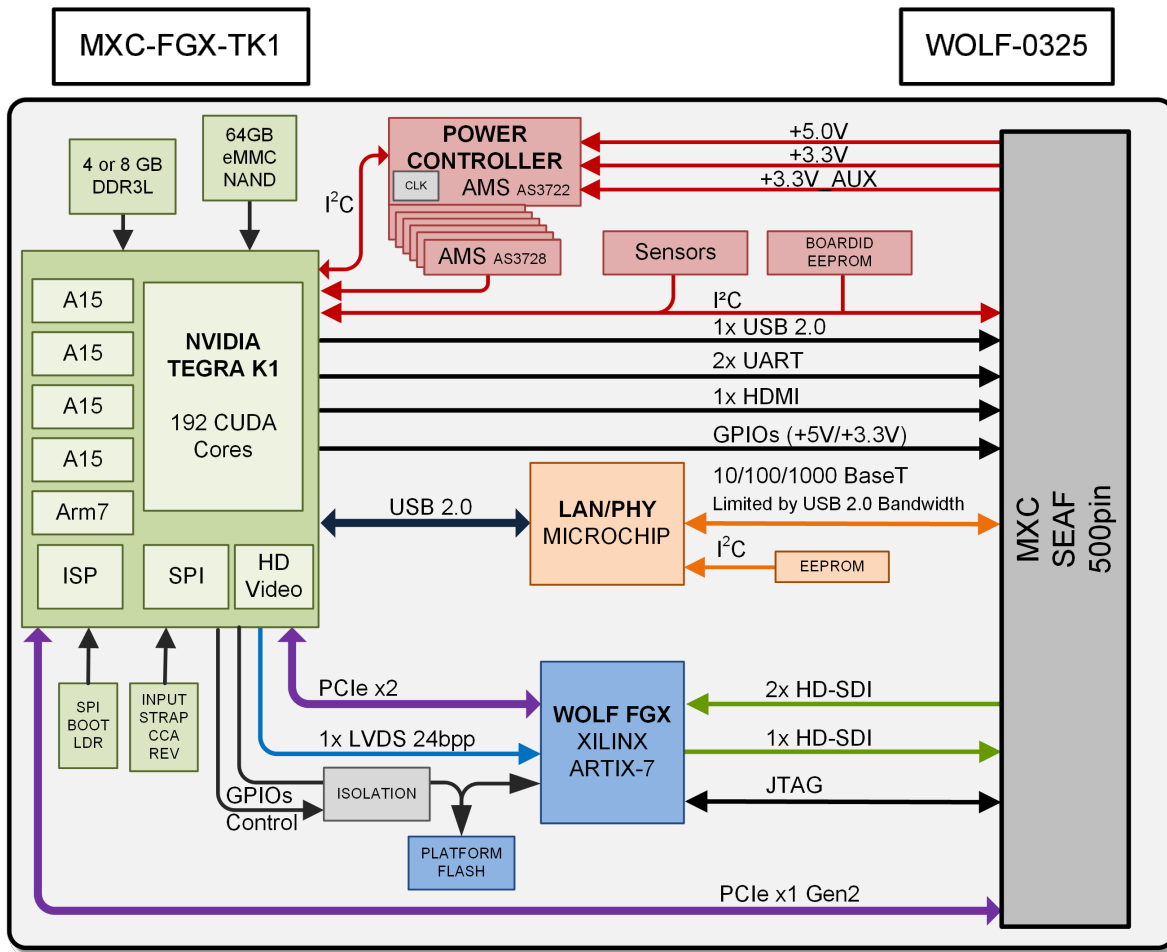 MXC-FGX-TK1
WOLF-0325
4 or 8 GB
DDR3L
64GB
eMMC
NAND
I²C
POWER
CONTROLLER
CLK
AMS AS3722
AMS AS3728
+5.0V
+3.3V
+3.3V_AUX
Sensors
BOARDID
EEPROM
I²C
1x USB 2.0
2x UART
1x HDMI
GPIOs (+5V/+3.3V)
A15
A15
A15
A15
Arm7
NVIDIA
TEGRA K1
192 CUDA
Cores
ISP
SPI
HD
Video
USB 2.0
LAN/PHY
MICROCHIP
10/100/1000 BaseT
Limited by USB 2.0 Bandwidth
I²C
EEPROM
MXC
SEAF
500pin
SPI
BOOT
LDR
INPUT
STRAP
CCA
REV
PCIe x2
1x LVDS 24bpp
GPIOs
Control
ISOLATION
PLATFORM
FLASH
WOLF FGX
XILINX
ARTIX-7
2x HD-SDI
1x HD-SDI
JTAG
PCIe x1 Gen2